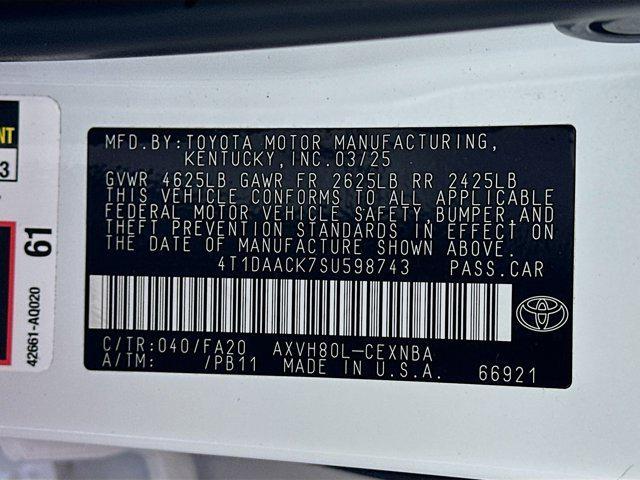 MFD.BY: TOYOTA MOTOR MANUFACTURING,
KENTUCKY, INC. 03/25
GVWR 4625LB GAWR FR 2625LB RR 2425LB
THIS VEHICLE CONFORMS TO ALL APPLICABLE
FEDERAL MOTOR VEHICLE SAFETY, BUMPER, AND
THEFT PREVENTION STANDARDS IN EFFECT ON
THE DATE OF MANUFACTURE SHOWN ABOVE.
4T1DAACK7SU598743 PASS.CAR
C/TR: 040/FA20 AXVH80L-CEXNBA
A/TM: /PB11 MADE IN U.S.A. 66921
61
42661-AQ020